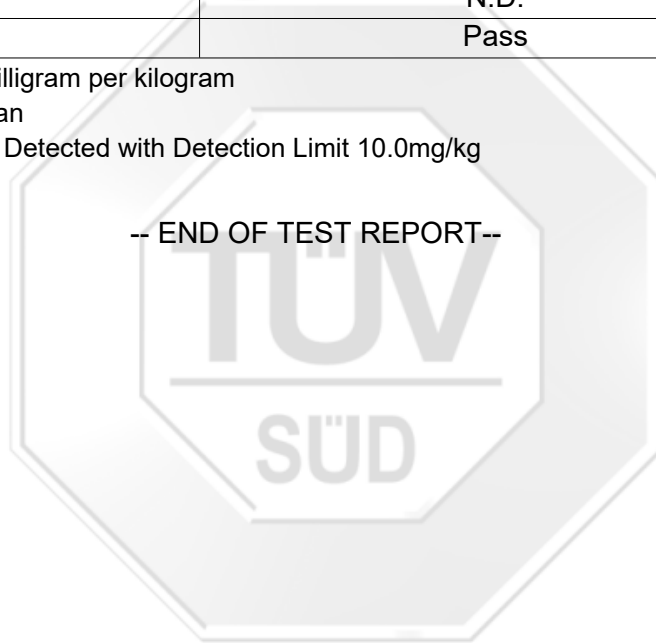 N.D.
Pass
illigram per kilogram
an
Detected with Detection Limit 10.0mg/kg
-- END OF TEST REPORT--
TÜV
SÜD